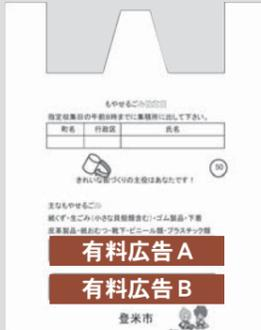 もやせるごみ指定袋
指定収集日の午前8時までに集積所に出して下さい。
町名 行政区 氏名
50
きれいな街づくりの主役はあなたです！
主なもやせるごみ
紙くず・生ごみ(小さな貝殻類含む)・ゴム製品・下着
皮革製品・紙おむつ・靴下・ビニール類・プラスチック類
有料広告A
有料広告B
登米市